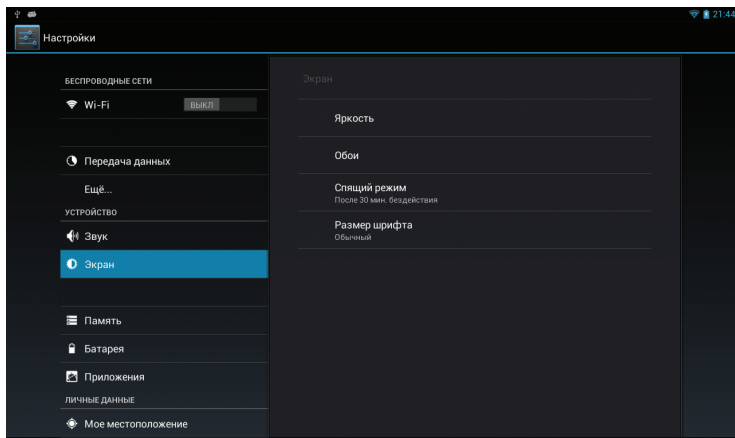 21:44
Настройки
БЕСПРОВОДНЫЕ СЕТИ
Wi-Fi
ВЫКЛ
Передача данных
Ещё...
УСТРОЙСТВО
Звук
Экран
Память
Батарея
Приложения
ЛИЧНЫЕ ДАННЫЕ
Мое местоположение
Экран
Яркость
Обои
Спящий режим
После 30 мин. бездействия
Размер шрифта
Обычный